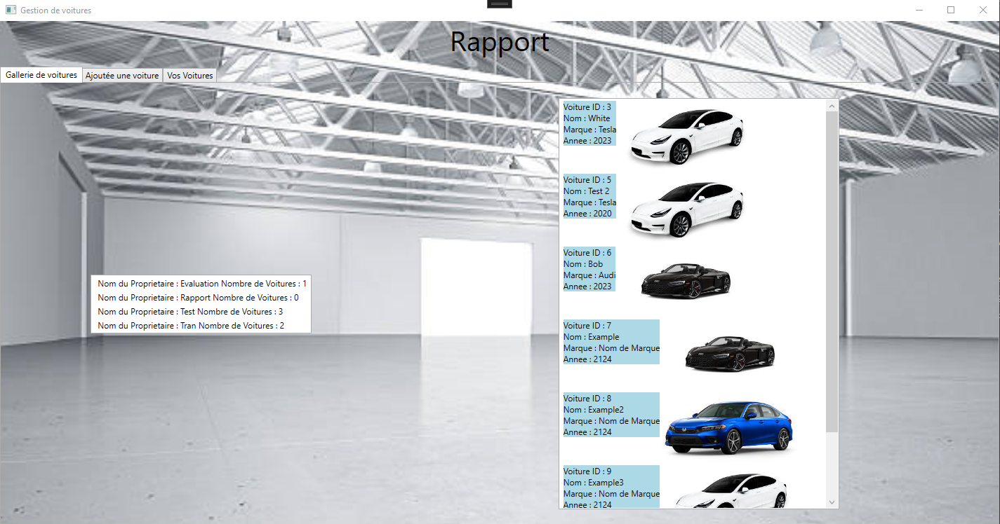 Gestion de voitures
Rapport
Gallerie de voitures
Ajoutée une voiture
Vos Voitures
Nom du Proprietaire : Evaluation Nombre de Voitures : 1
Nom du Proprietaire : Rapport Nombre de Voitures : 0
Nom du Proprietaire : Test Nombre de Voitures : 3
Nom du Proprietaire : Tran Nombre de Voitures : 2
Voiture ID : 3
Nom : White
Marque : Tesla
Annee : 2023
Voiture ID : 5
Nom : Test 2
Marque : Tesla
Annee : 2020
Voiture ID : 6
Nom : Bob
Marque : Audi
Annee : 2023
Voiture ID : 7
Nom : Example
Marque : Nom de Marque
Annee : 2124
Voiture ID : 8
Nom : Example2
Marque : Nom de Marque
Annee : 2124
Voiture ID : 9
Nom : Example3
Marque : Nom de Marque
Annee : 2124